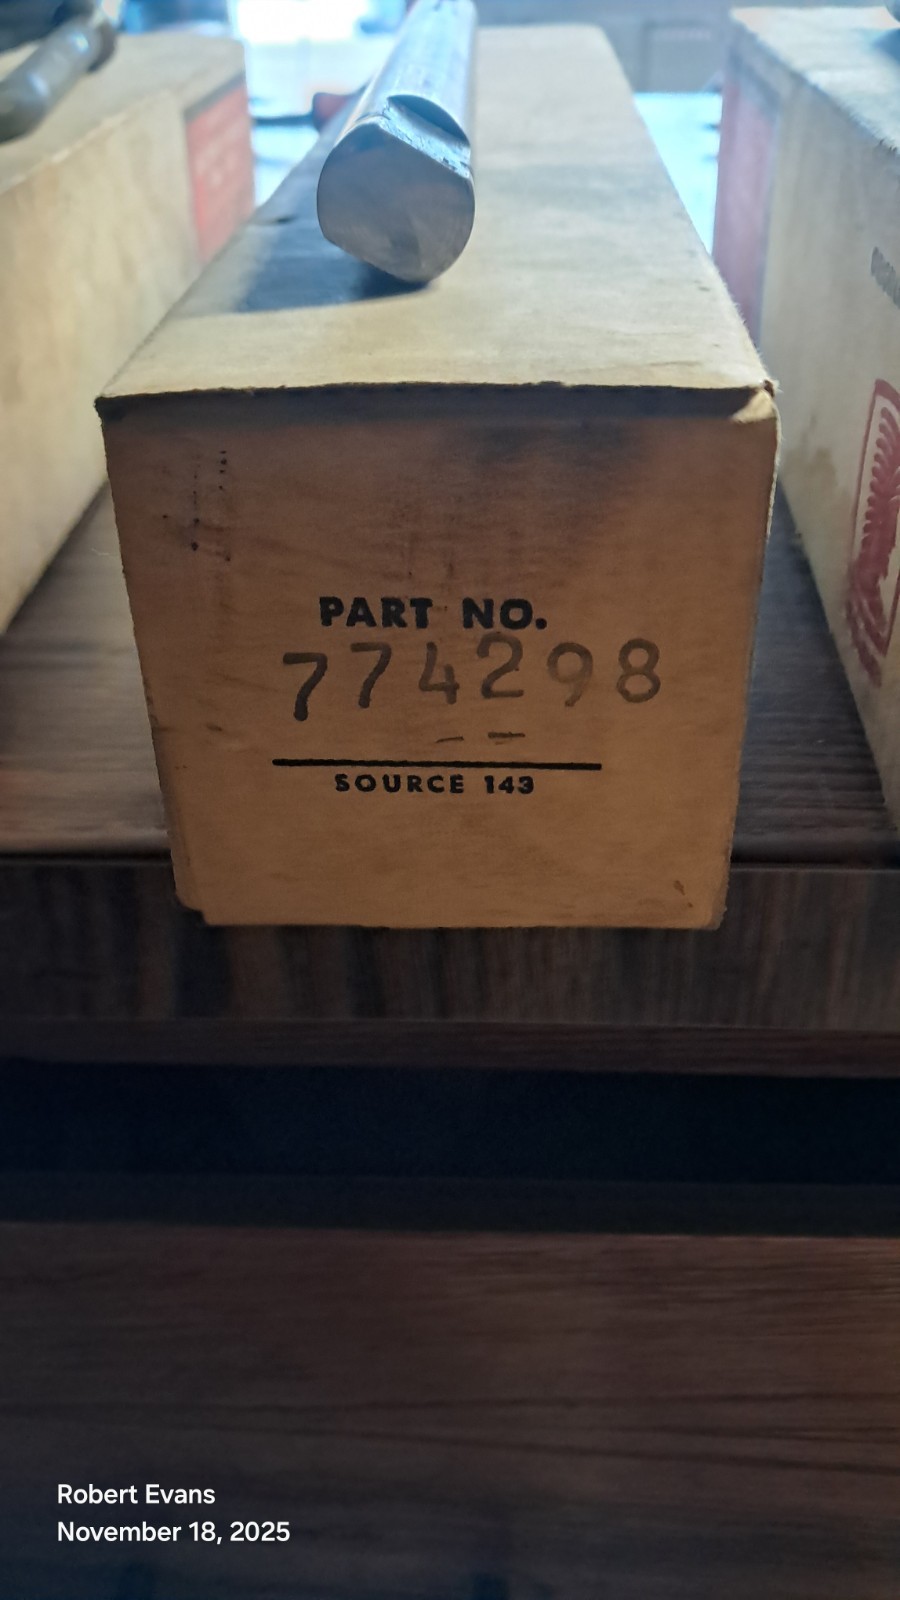 PART NO.
774298
SOURCE 143
Robert Evans
November 18, 2025